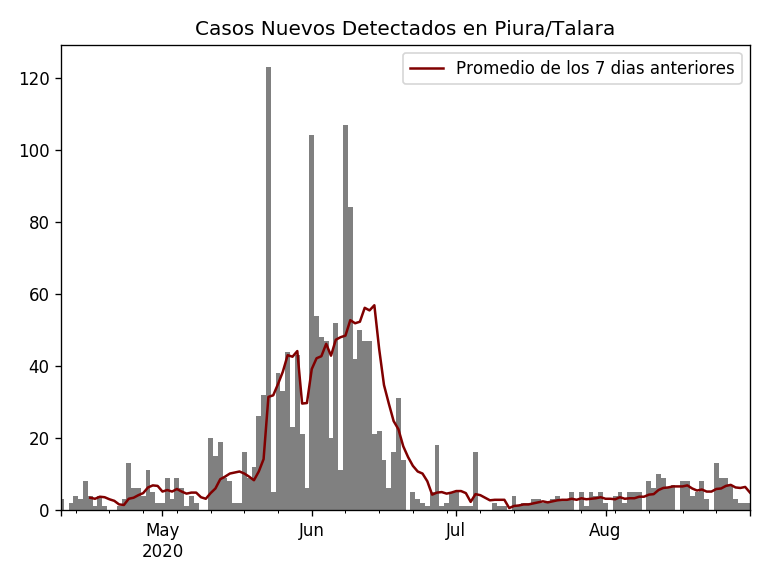 Casos Nuevos Detectados en Piura/Talara
Promedio de los 7 dias anteriores
120
100
80
60
40
20
0
May Jun Jul Aug
2020